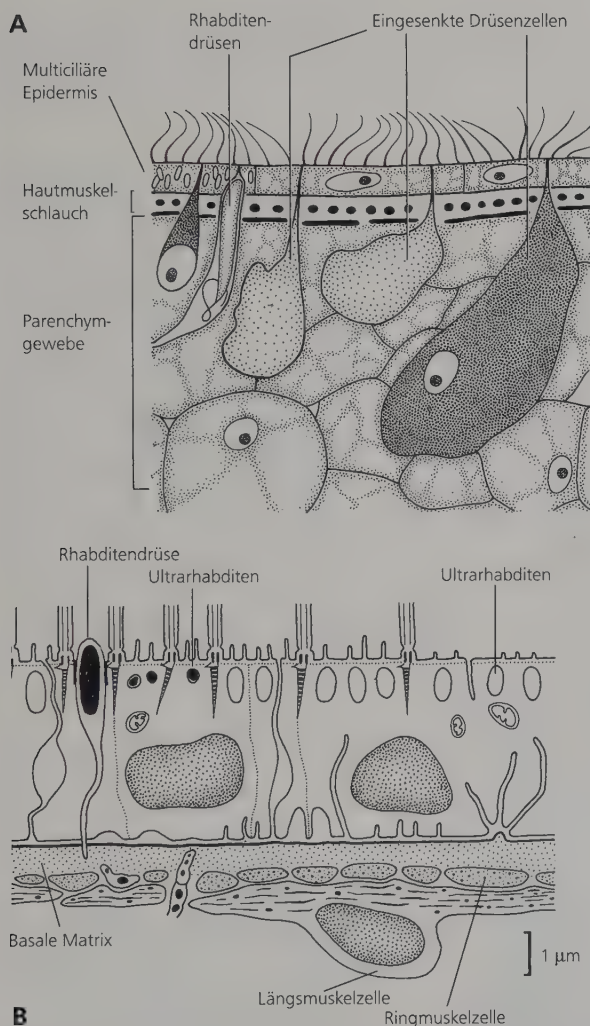 A
Rhabditen-
drüsen
Eingesenkte Drüsenzellen
Multiciliäre
Epidermis
Hautmuskel-
schlauch
Parenchym-
gewebe
Rhabditendrüse
Ultrarhabditen
Ultrarhabditen
Basale Matrix
1 µm
Längsmuskelzelle
Ringmuskelzelle
B